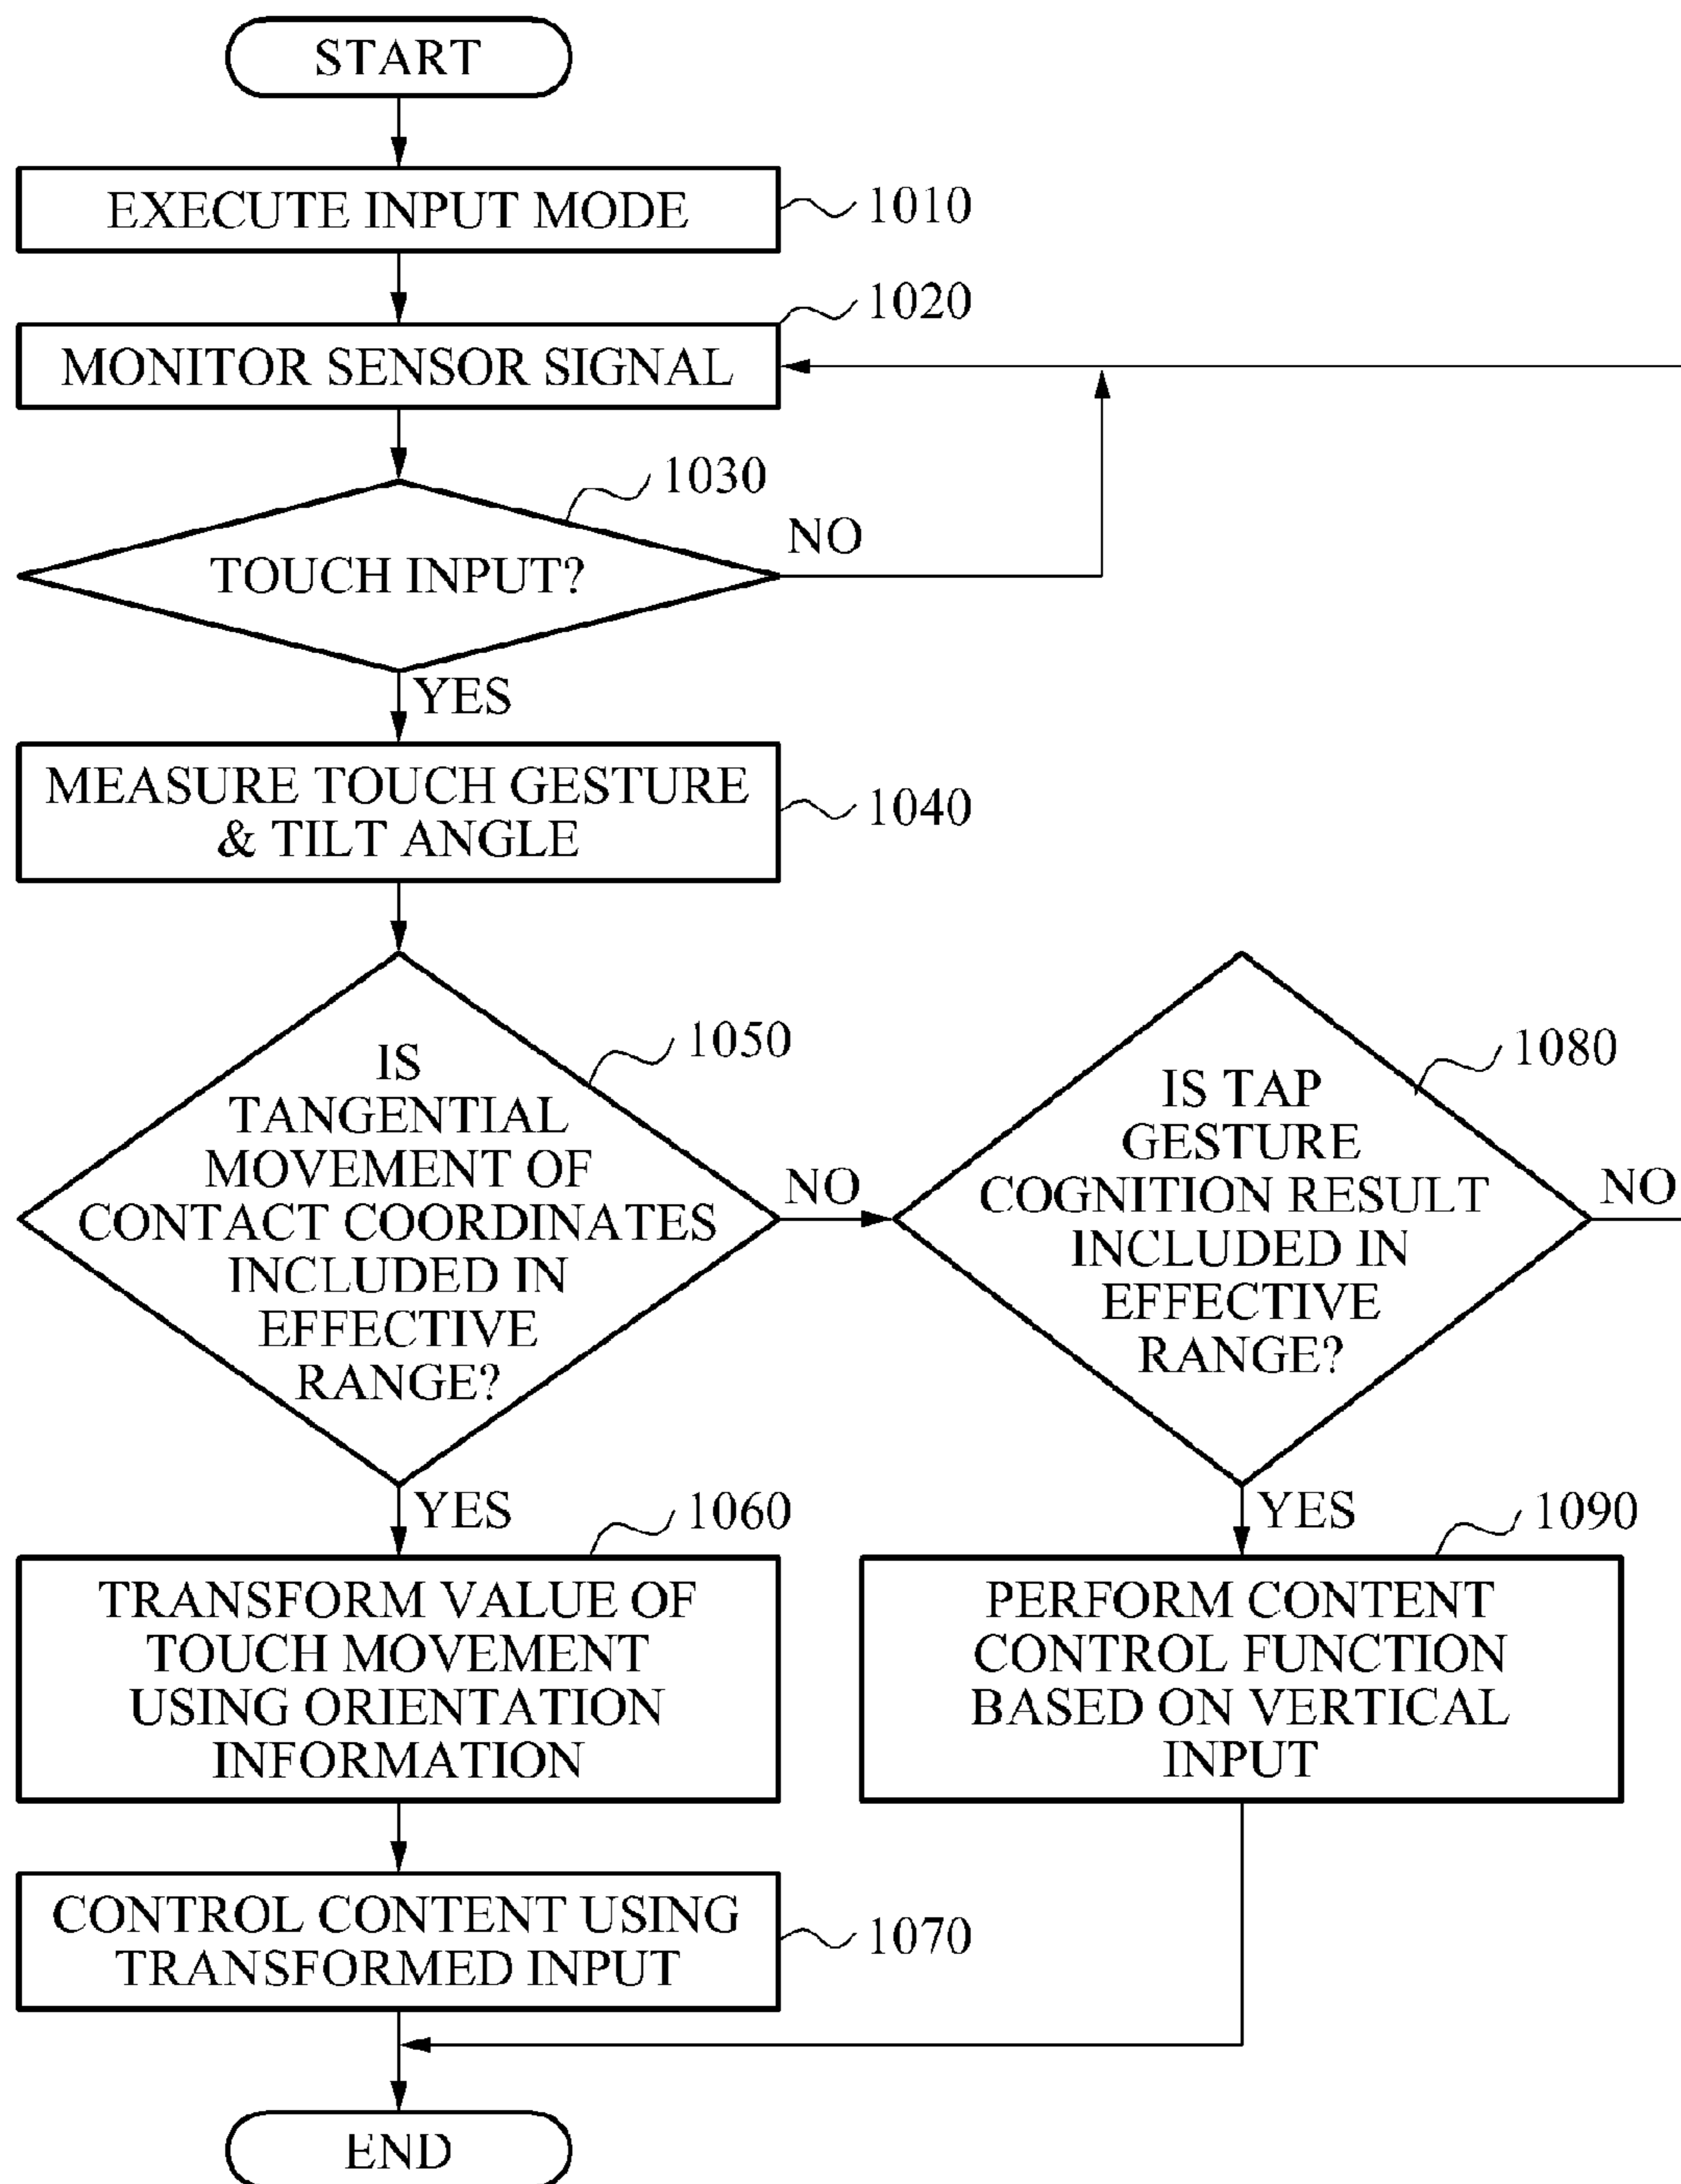 START
EXECUTE INPUT MODE
1010
1020
MONITOR SENSOR SIGNAL
1030
NO
TOUCH INPUT?
YES
MEASURE TOUCH GESTURE
& TILT ANGLE
1040
1050
IS
TANGENTIAL
MOVEMENT OF
CONTACT COORDINATES
INCLUDED IN
EFFECTIVE
RANGE?
NO
1080
IS TAP
GESTURE
COGNITION RESULT
INCLUDED IN
EFFECTIVE
RANGE?
NO
YES
1060
TRANSFORM VALUE OF
TOUCH MOVEMENT
USING ORIENTATION
INFORMATION
YES
1090
PERFORM CONTENT
CONTROL FUNCTION
BASED ON VERTICAL
INPUT
CONTROL CONTENT USING
TRANSFORMED INPUT
1070
END